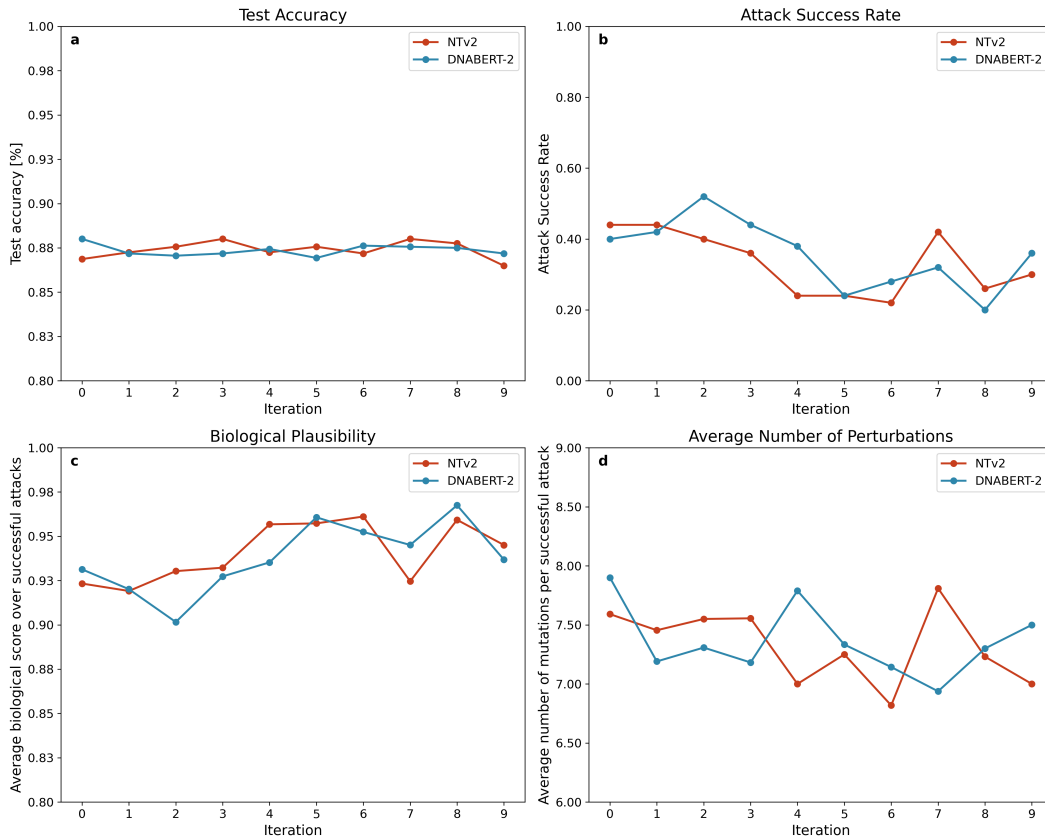 Test Accuracy
a
NTv2
DNABERT-2
1.00
0.98
0.95
0.93
0.90
0.88
0.85
0.83
0.80
Test accuracy [%]
0 1 2 3 4 5 6 7 8 9
Iteration
Attack Success Rate
b
NTv2
DNABERT-2
1.00
0.80
0.60
0.40
0.20
0.00
Attack Success Rate
0 1 2 3 4 5 6 7 8 9
Iteration
Biological Plausibility
c
NTv2
DNABERT-2
1.00
0.98
0.95
0.93
0.90
0.88
0.85
0.83
0.80
Average biological score over successful attacks
0 1 2 3 4 5 6 7 8 9
Iteration
Average Number of Perturbations
d
NTv2
DNABERT-2
9.00
8.50
8.00
7.50
7.00
6.50
6.00
Average number of mutations per successful attack
0 1 2 3 4 5 6 7 8 9
Iteration